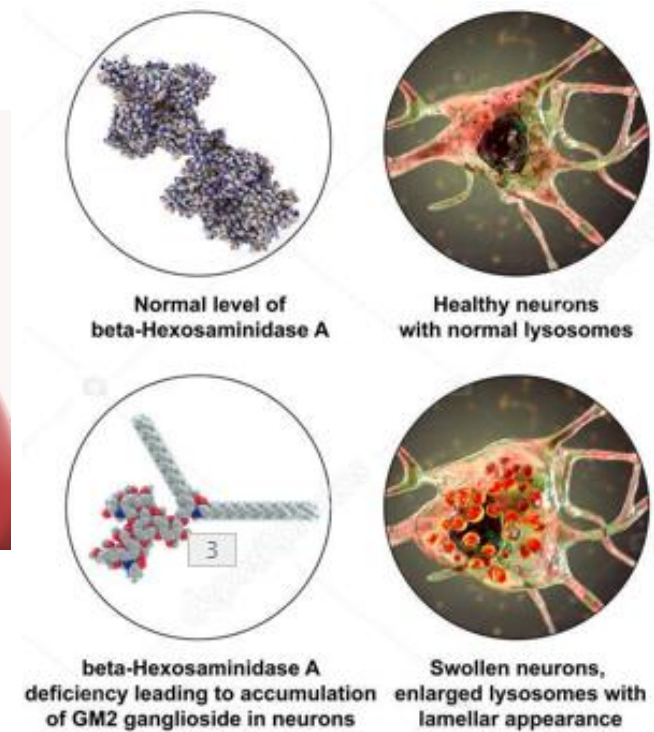 Normal level of
beta-Hexosaminidase A
Healthy neurons
with normal lysosomes
3
beta-Hexosaminidase A
deficiency leading to accumulation
of GM2 ganglioside in neurons
Swollen neurons,
enlarged lysosomes with
lamellar appearance